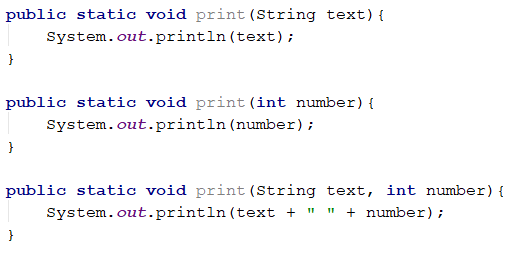 public static void print(String text){
    System.out.println(text);
}

public static void print(int number){
    System.out.println(number);
}

public static void print(String text, int number){
    System.out.println(text + " " + number);
}